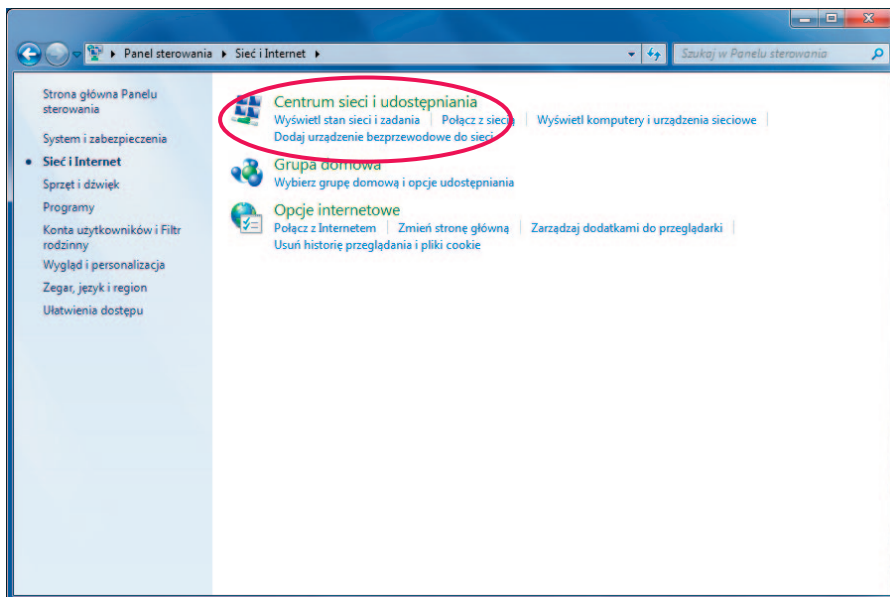 Panel sterowania Sieć i Internet Szukaj w Panelu sterowania
Strona główna Panelu
sterowania
System i zabezpieczenia
Sieć i Internet
Sprzęt i dźwięk
Programy
Konta użytkowników i Filtr
rodzinny
Wygląd i personalizacja
Zegar, język i region
Ułatwienia dostępu
Centrum sieci i udostępniania
Wyświetl stan sieci i zadania Połącz z siecią Wyświetl komputery i urządzenia sieciowe
Dodaj urządzenie bezprzewodowe do sieci
Grupa domowa
Wybierz grupę domową i opcje udostępniania
Opcje internetowe
Połącz z Internetem Zmień stronę główną Zarządzaj dodatkami do przeglądarki
Usuń historię przeglądania i pliki cookie